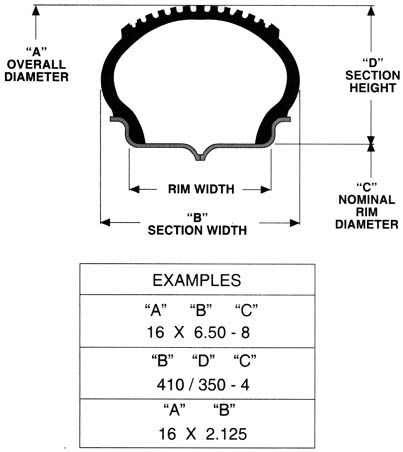 “A”
OVERALL
DIAMETER
“D”
SECTION
HEIGHT
RIM WIDTH
“C”
NOMINAL
RIM
DIAMETER
“B”
SECTION WIDTH
EXAMPLES
“A” “B” “C”
16 X 6.50 - 8
“B” “D” “C”
410 / 350 - 4
“A” “B”
16 X 2.125